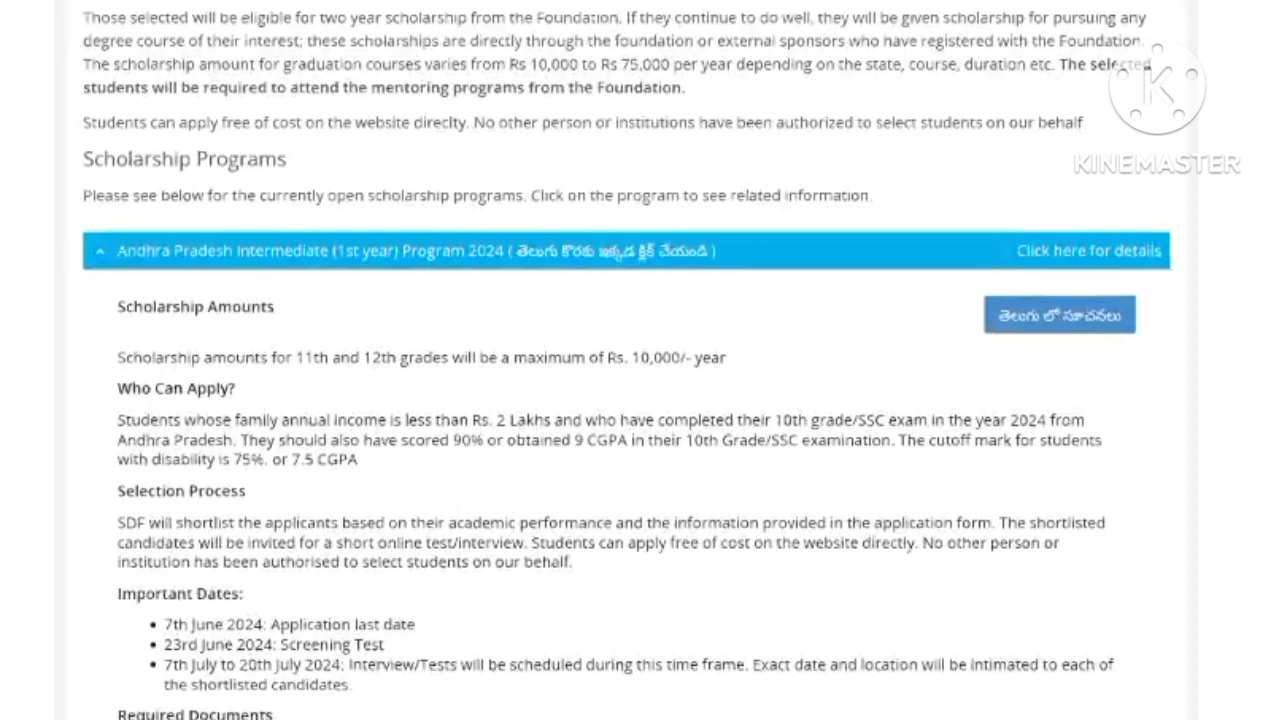 Those selected will be eligible for two year scholarship from the Foundation. If they continue to do well, they will be given scholarship for pursuing any
degree course of their interest; these scholarships are directly through the foundation or external sponsors who have registered with the Foundation.
The scholarship amount for graduation courses varies from Rs 10,000 to Rs 75,000 per year depending on the state, course, duration etc. The selected
students will be required to attend the mentoring programs from the Foundation.
Students can apply free of cost on the website direclty. No other person or institutions have been authorized to select students on our behalf
KINEMASTER
Scholarship Programs
Please see below for the currently open scholarship programs. Click on the program to see related information.
Andhra Pradesh Intermediate (1st year) Program 2024 ( తెలుగు కొరకు ఇక్కడ క్లిక్ చేయండి ) Click here for details
Scholarship Amounts
తెలుగు లో సూచనలు
Scholarship amounts for 11th and 12th grades will be a maximum of Rs. 10,000/- year
Who Can Apply?
Students whose family annual income is less than Rs. 2 Lakhs and who have completed their 10th grade/SSC exam in the year 2024 from
Andhra Pradesh. They should also have scored 90% or obtained 9 CGPA in their 10th Grade/SSC examination. The cutoff mark for students
with disability is 75%. or 7.5 CGPA
Selection Process
SDF will shortlist the applicants based on their academic performance and the information provided in the application form. The shortlisted
candidates will be invited for a short online test/interview. Students can apply free of cost on the website directly. No other person or
institution has been authorised to select students on our behalf.
Important Dates:
• 7th June 2024: Application last date
• 23rd June 2024: Screening Test
• 7th July to 20th July 2024: Interview/Tests will be scheduled during this time frame. Exact date and location will be intimated to each of
the shortlisted candidates.
Required Documents